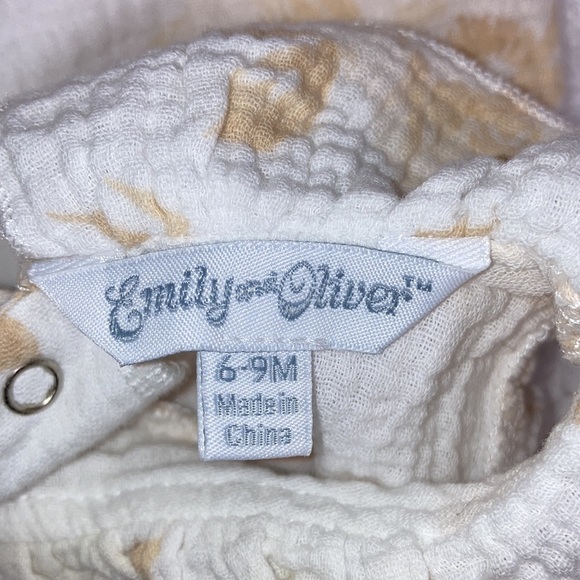 Emily and Oliver™
6-9M
Made in
China